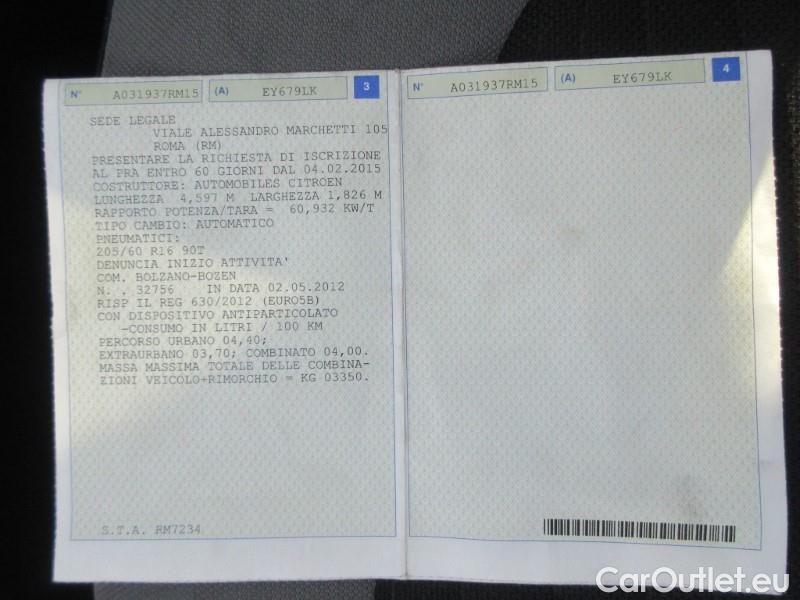 N° A031937RM15 (A) EY679LK 3
SEDE LEGALE
VIALE ALESSANDRO MARCHETTI 105
ROMA (RM)
PRESENTARE LA RICHIESTA DI ISCRIZIONE
AL PRA ENTRO 60 GIORNI DAL 04.02.2015
COSTRUTTORE: AUTOMOBILES CITROEN
LUNGHEZZA 4,597 M LARGHEZZA 1,826 M
RAPPORTO POTENZA/TARA = 60,932 KW/T
TIPO CAMBIO: AUTOMATICO
PNEUMATICI:
205/60 R16 90T
DENUNCIA INIZIO ATTIVITA'
COM. BOLZANO-BOZEN
N. . 32756 IN DATA 02.05.2012
RISP IL REG 630/2012 (EURO5B)
CON DISPOSITIVO ANTIPARTICOLATO
-CONSUMO IN LITRI / 100 KM
PERCORSO URBANO 04,40;
EXTRAURBANO 03,70; COMBINATO 04,00.
MASSA MASSIMA TOTALE DELLE COMBINA-
ZIONI VEICOLO+RIMORCHIO = KG 03350.
S.T.A. RM7234
N° A031937RM15 (A) EY679LK 4
CarOutlet.eu